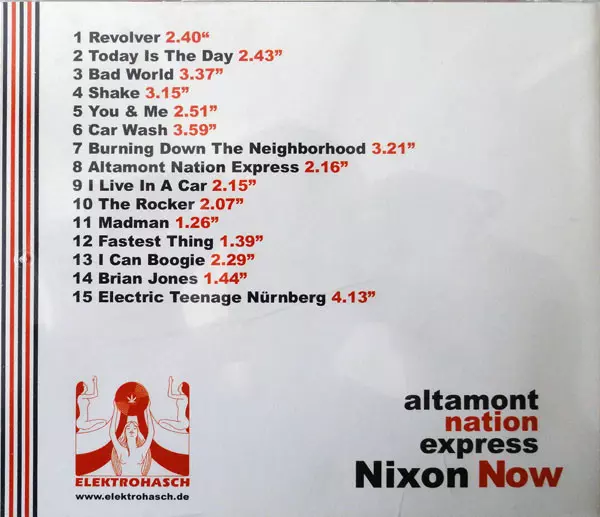 1 Revolver 2.40”
2 Today Is The Day 2.43”
3 Bad World 3.37”
4 Shake 3.15”
5 You & Me 2.51”
6 Car Wash 3.59”
7 Burning Down The Neighborhood 3.21”
8 Altamont Nation Express 2.16”
9 I Live In A Car 2.15”
10 The Rocker 2.07”
11 Madman 1.26”
12 Fastest Thing 1.39”
13 I Can Boogie 2.29”
14 Brian Jones 1.44”
15 Electric Teenage Nürnberg 4.13”
ELEKTROHASCH
www.elektrohasch.de
altamont
nation
express
Nixon Now